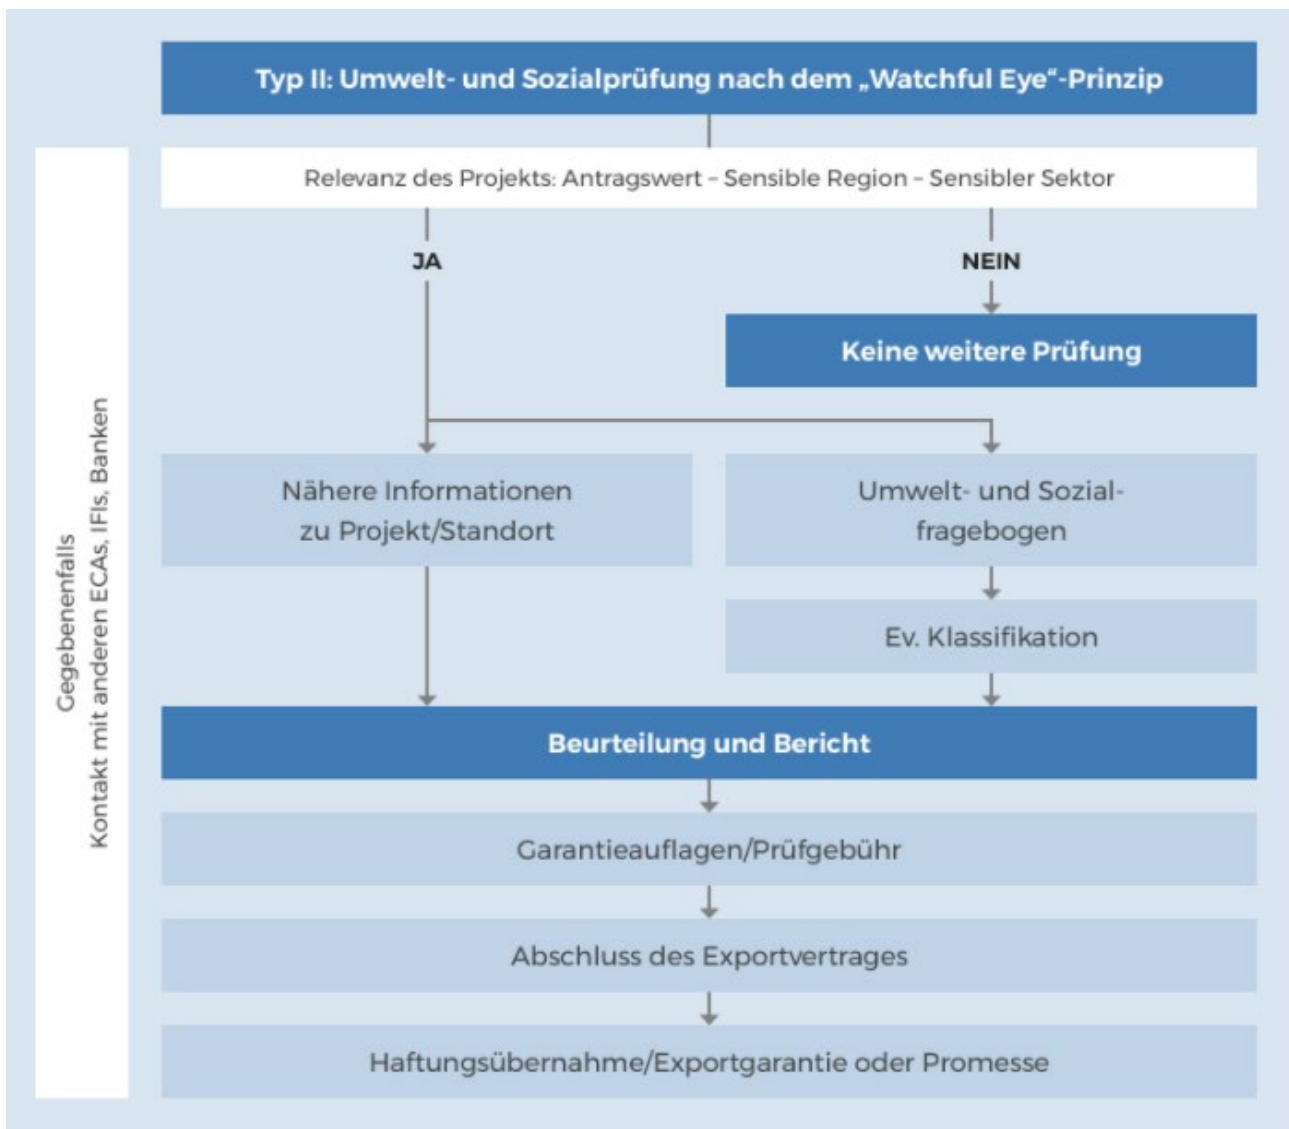 Typ II: Umwelt- und Sozialprüfung nach dem „Watchful Eye“-Prinzip
Relevanz des Projekts: Antragswert – Sensible Region – Sensibler Sektor
JA
NEIN
Keine weitere Prüfung
Nähere Informationen
zu Projekt/Standort
Umwelt- und Sozial-
fragebogen
Ev. Klassifikation
Beurteilung und Bericht
Garantieauflagen/Prüfgebühr
Abschluss des Exportvertrages
Haftungsübernahme/Exportgarantie oder Promesse
Gegebenenfalls
Kontakt mit anderen ECAs, IFIs, Banken